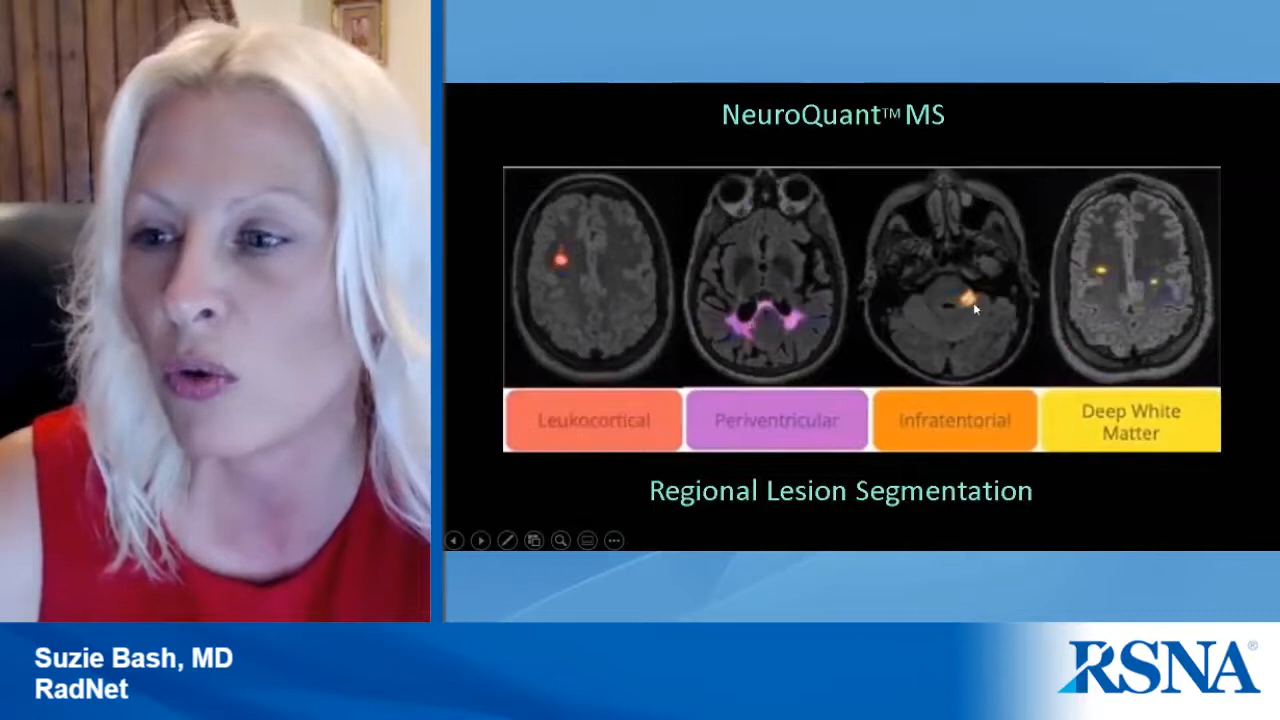 NeuroQuant™ MS
Leukocortical
Periventricular
Infratentorial
Deep White
Matter
Regional Lesion Segmentation
Suzie Bash, MD
RadNet
RSNA®